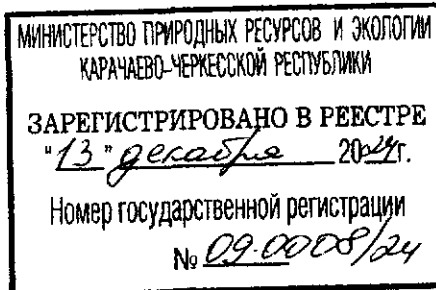 МИНИСТЕРСТВО ПРИРОДНЫХ РЕСУРСОВ И ЭКОЛОГИИ
КАРАЧАЕВО-ЧЕРКЕССКОЙ РЕСПУБЛИКИ
ЗАРЕГИСТРИРОВАНО В РЕЕСТРЕ
"13" декабря 2024г.
Номер государственной регистрации
№ 09.0008/24